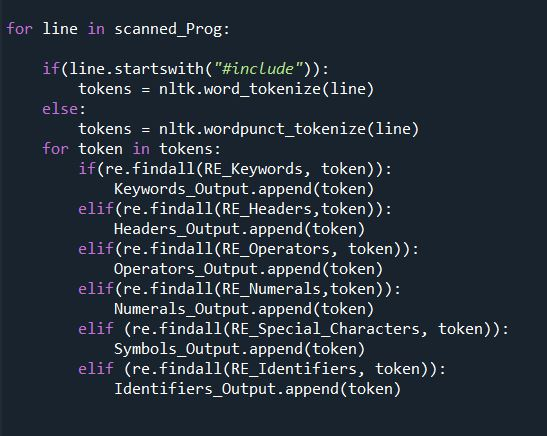 for line in scanned_Prog:
    if(line.startswith("#include")):
        tokens = nltk.word_tokenize(line)
    else:
        tokens = nltk.wordpunct_tokenize(line)
    for token in tokens:
        if(re.findall(RE_Keywords, token)):
            Keywords_Output.append(token)
        elif(re.findall(RE_Headers,token)):
            Headers_Output.append(token)
        elif(re.findall(RE_Operators, token)):
            Operators_Output.append(token)
        elif(re.findall(RE_Numerals,token)):
            Numerals_Output.append(token)
        elif (re.findall(RE_Special_Characters, token)):
            Symbols_Output.append(token)
        elif (re.findall(RE_Identifiers, token)):
            Identifiers_Output.append(token)